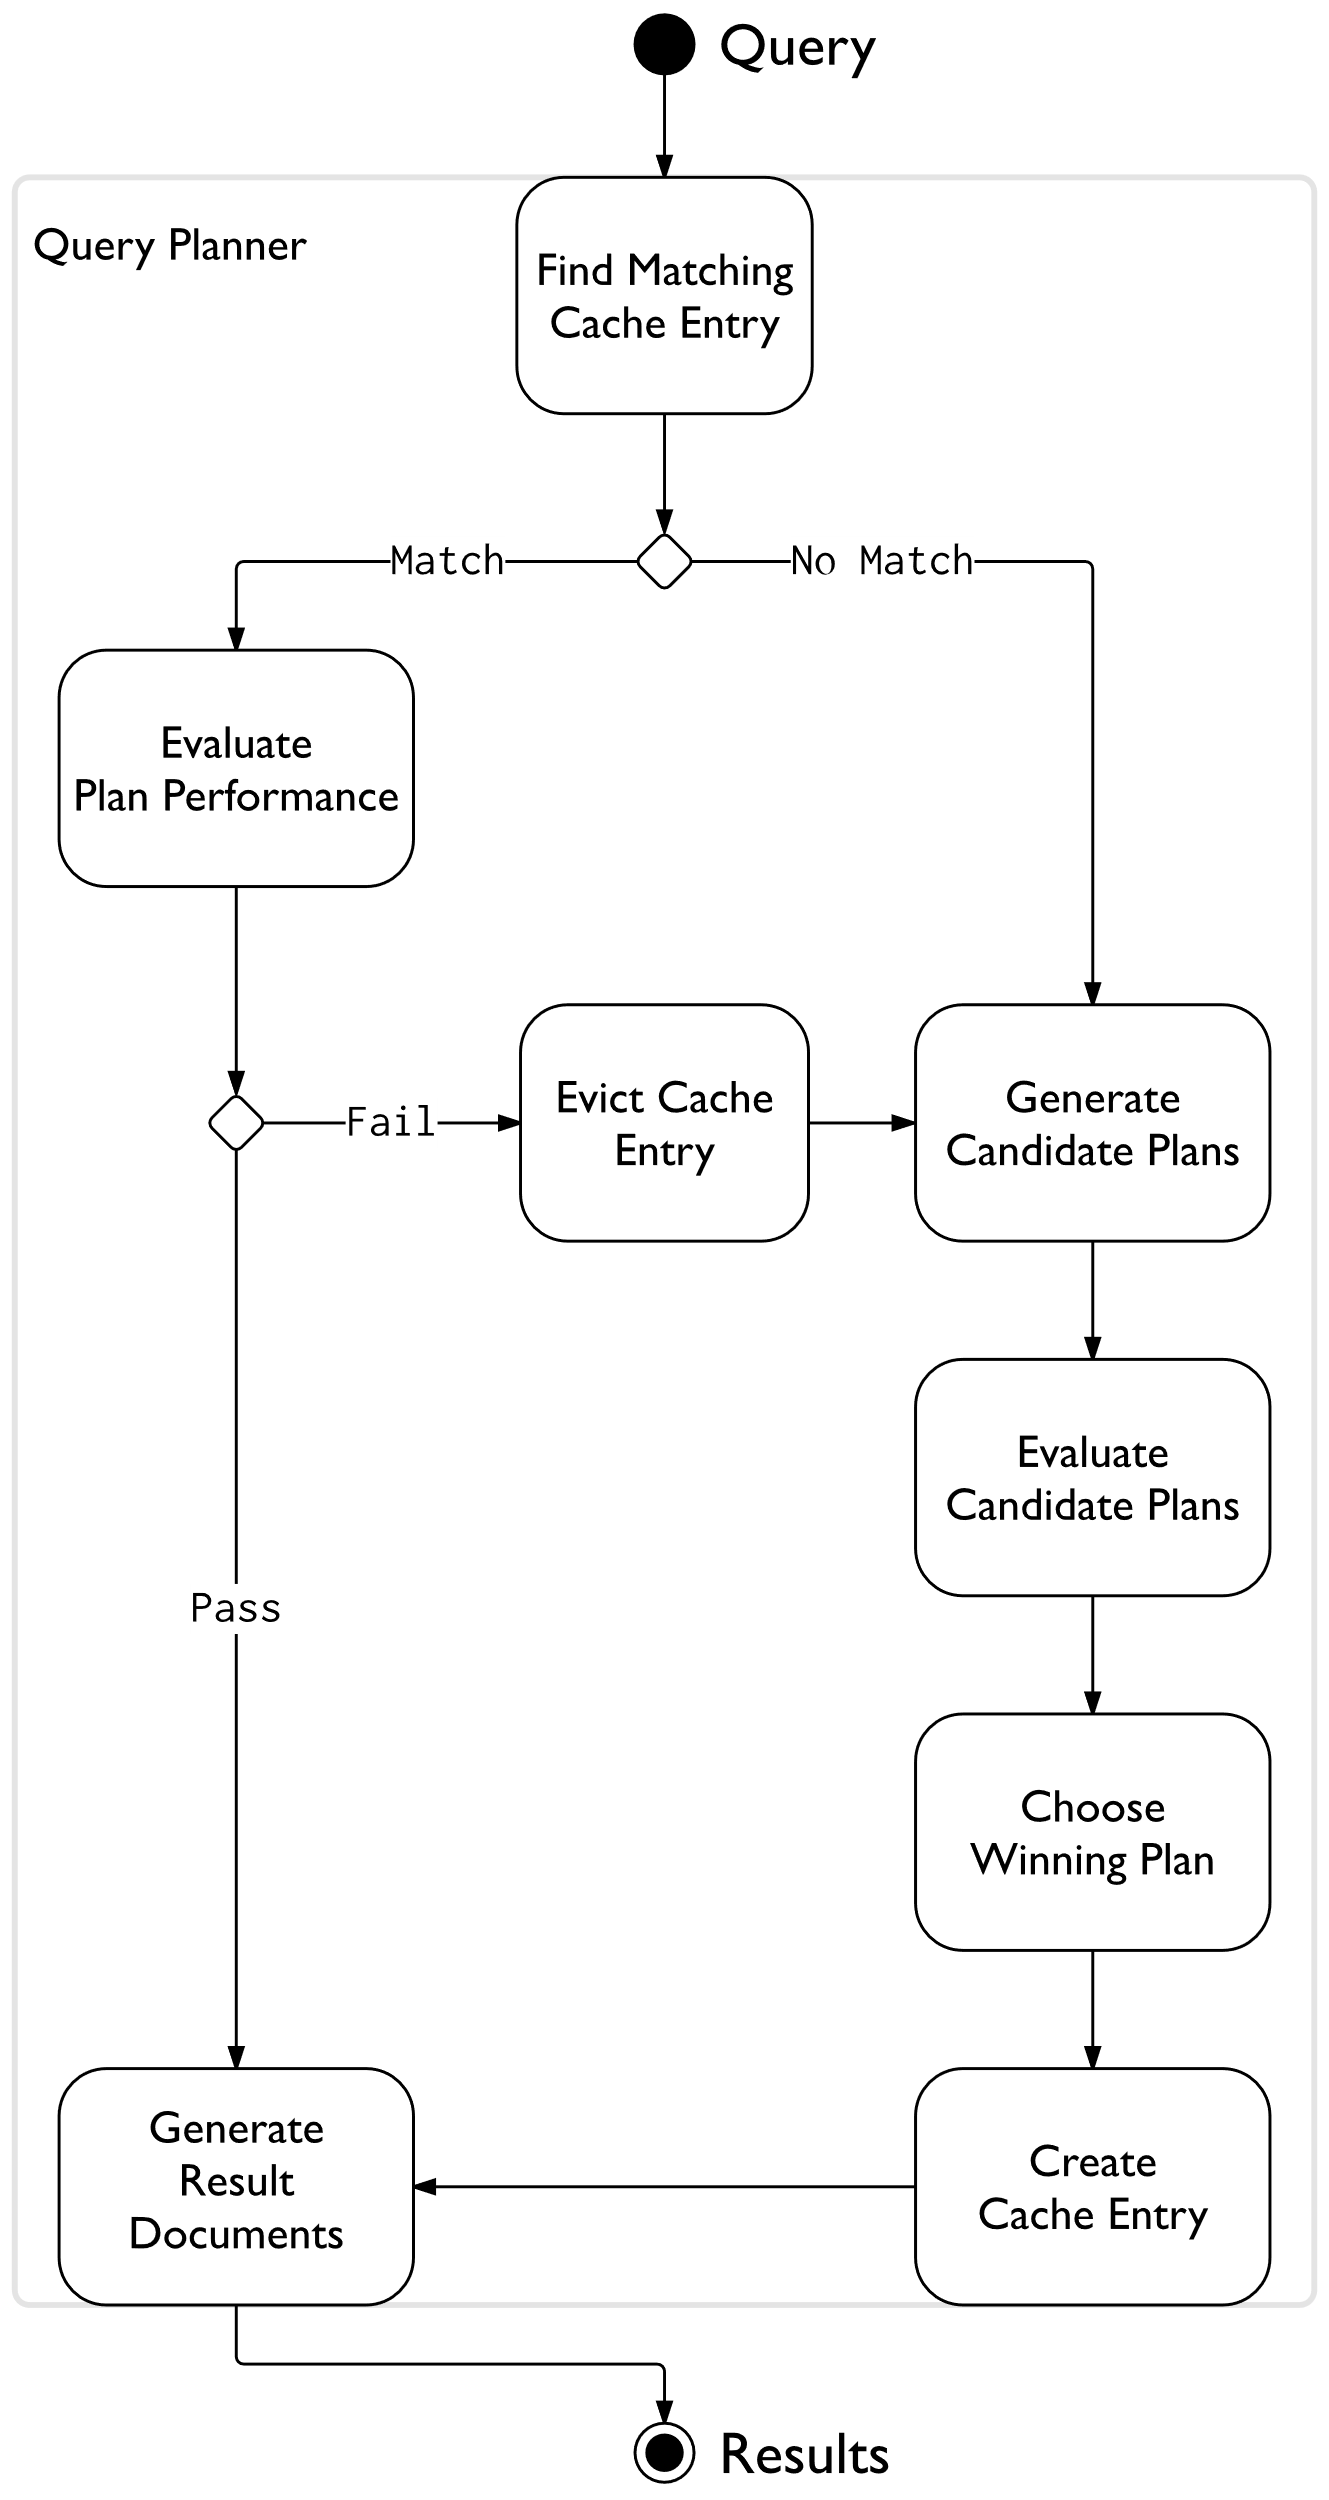 Query
Query Planner
Find Matching
Cache Entry
Match
No Match
Evaluate
Plan Performance
Fail
Evict Cache
Entry
Generate
Candidate Plans
Evaluate
Candidate Plans
Pass
Choose
Winning Plan
Generate
Result
Documents
Create
Cache Entry
Results